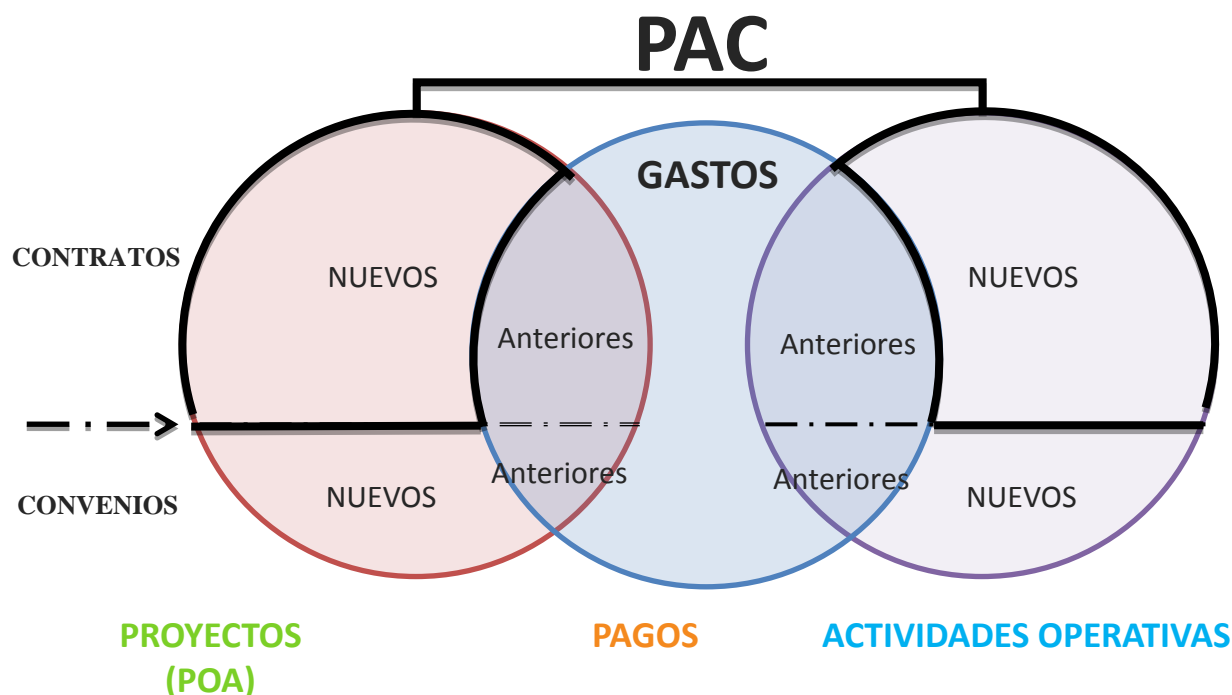 PAC
GASTOS
CONTRATOS
NUEVOS
NUEVOS
Anteriores
Anteriores
Anteriores
Anteriores
CONVENIOS
NUEVOS
NUEVOS
PROYECTOS
(POA)
PAGOS
ACTIVIDADES OPERATIVAS